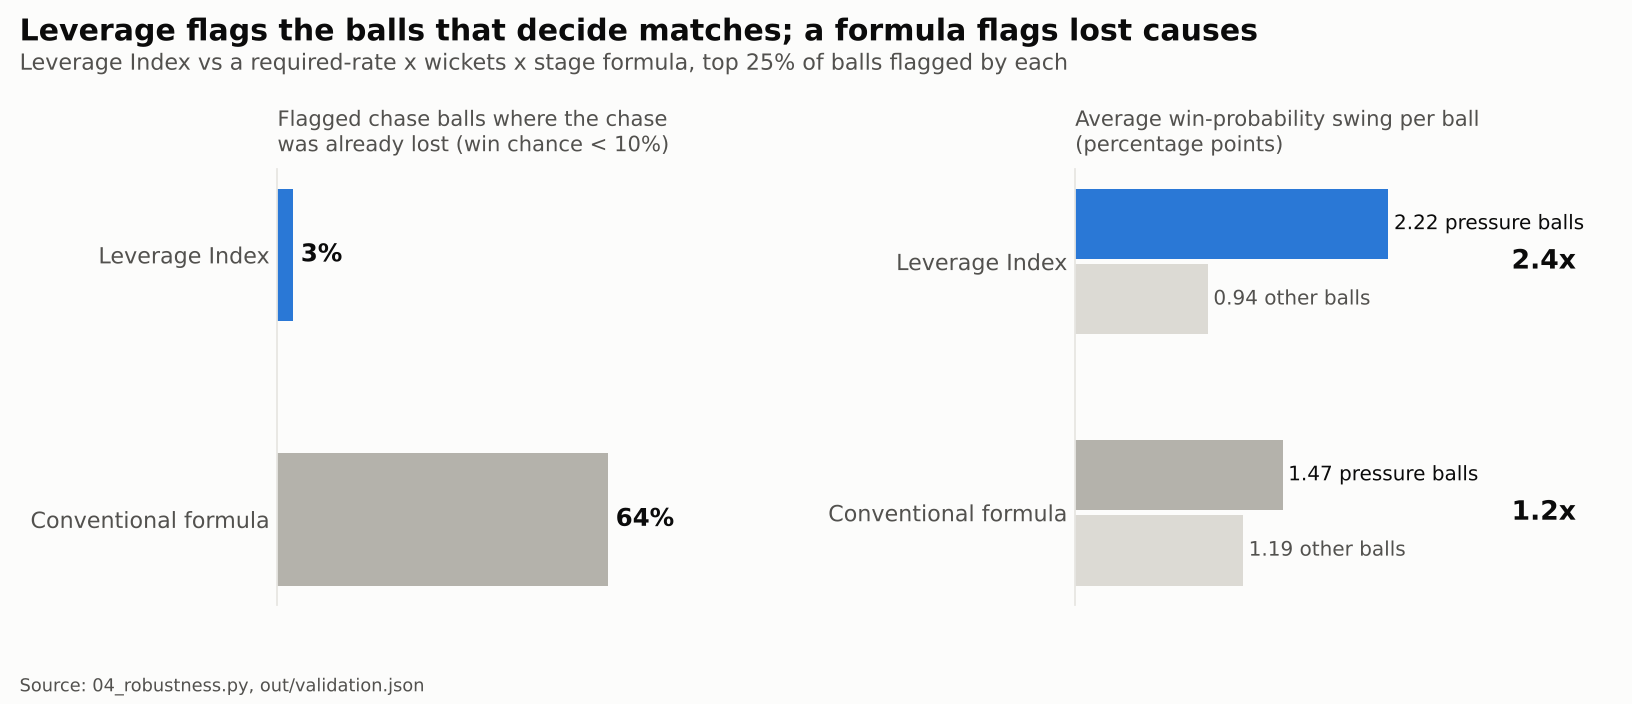 Leverage flags the balls that decide matches; a formula flags lost causes
Leverage Index vs a required-rate x wickets x stage formula, top 25% of balls flagged by each
Flagged chase balls where the chase
was already lost (win chance < 10%)
Leverage Index
3%
Conventional formula
64%
Average win-probability swing per ball
(percentage points)
Leverage Index
2.22 pressure balls
2.4x
0.94 other balls
Conventional formula
1.47 pressure balls
1.2x
1.19 other balls
Source: 04_robustness.py, out/validation.json